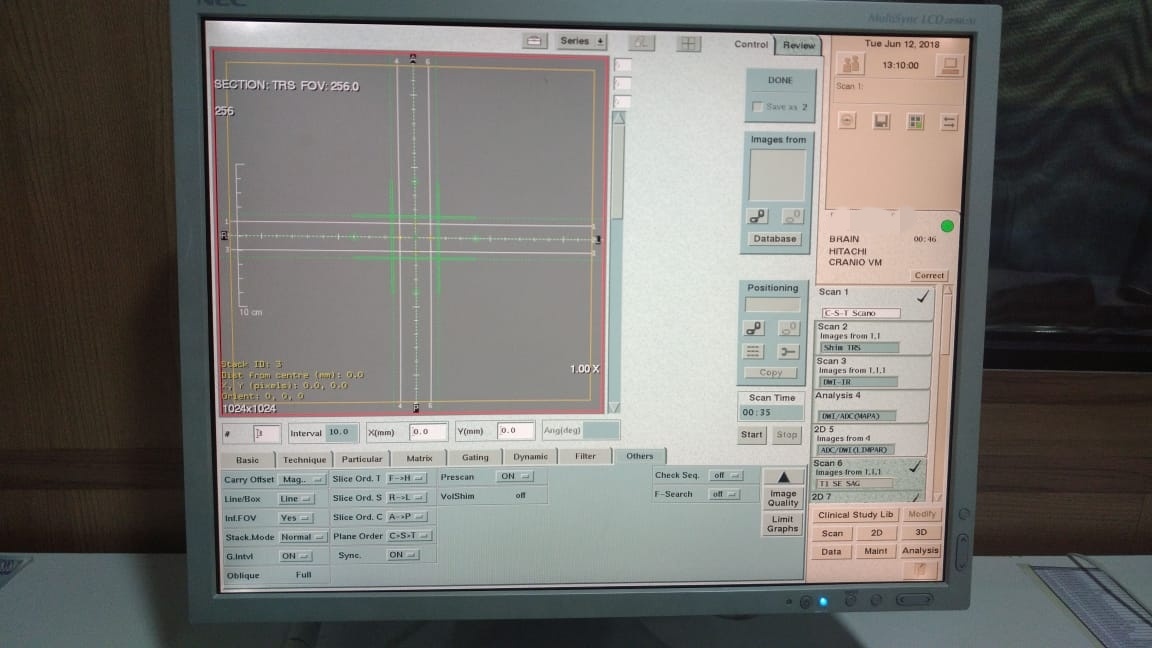 NEC
MultiSync LCD
Series
Control
Review
Tue Jun 12, 2018
13:10:00
Scan 1:
SECTION: TRS FOV: 256.0
256
10 cm
Stack ID: 3
Dist from centre (mm): 0.0
X, Y (pixels): 0.0, 0.0
Orient: 0, 0, 0
1024x1024
1.00 X
DONE
Save as 2
Images from
Database
Positioning
Copy
Scan Time
00:35
Start Stop
BRAIN 00:46
HITACHI
CRANIO VM
Correct
Scan 1
C-S-T Scano
Scan 2
Images from 1,1
Shim TRS
Scan 3
Images from 1,1,1
DWI-IR
Analysis 4
DWI/ADC(MAPA)
2D 5
Images from 4
ADC/DWI(LIMPAR)
Scan 6
Images from 1,1,1
T1 SE SAG
2D 7
# Interval 10.0 X(mm) 0.0 Y(mm) 0.0 Ang(deg)
Basic Technique Particular Matrix Gating Dynamic Filter Others
Carry Offset Mag.. Slice Ord. T F->H Prescan ON Check Seq. off
Line/Box Line Slice Ord. S R->L VolShim off F-Search off
Inf.FOV Yes Slice Ord. C A->P
Stack.Mode Normal Plane Order C>S>T
G.Intvl ON Sync. ON
Oblique Full
Image
Quality
Limit
Graphs
Clinical Study Lib Modify
Scan 2D 3D
Data Maint Analysis